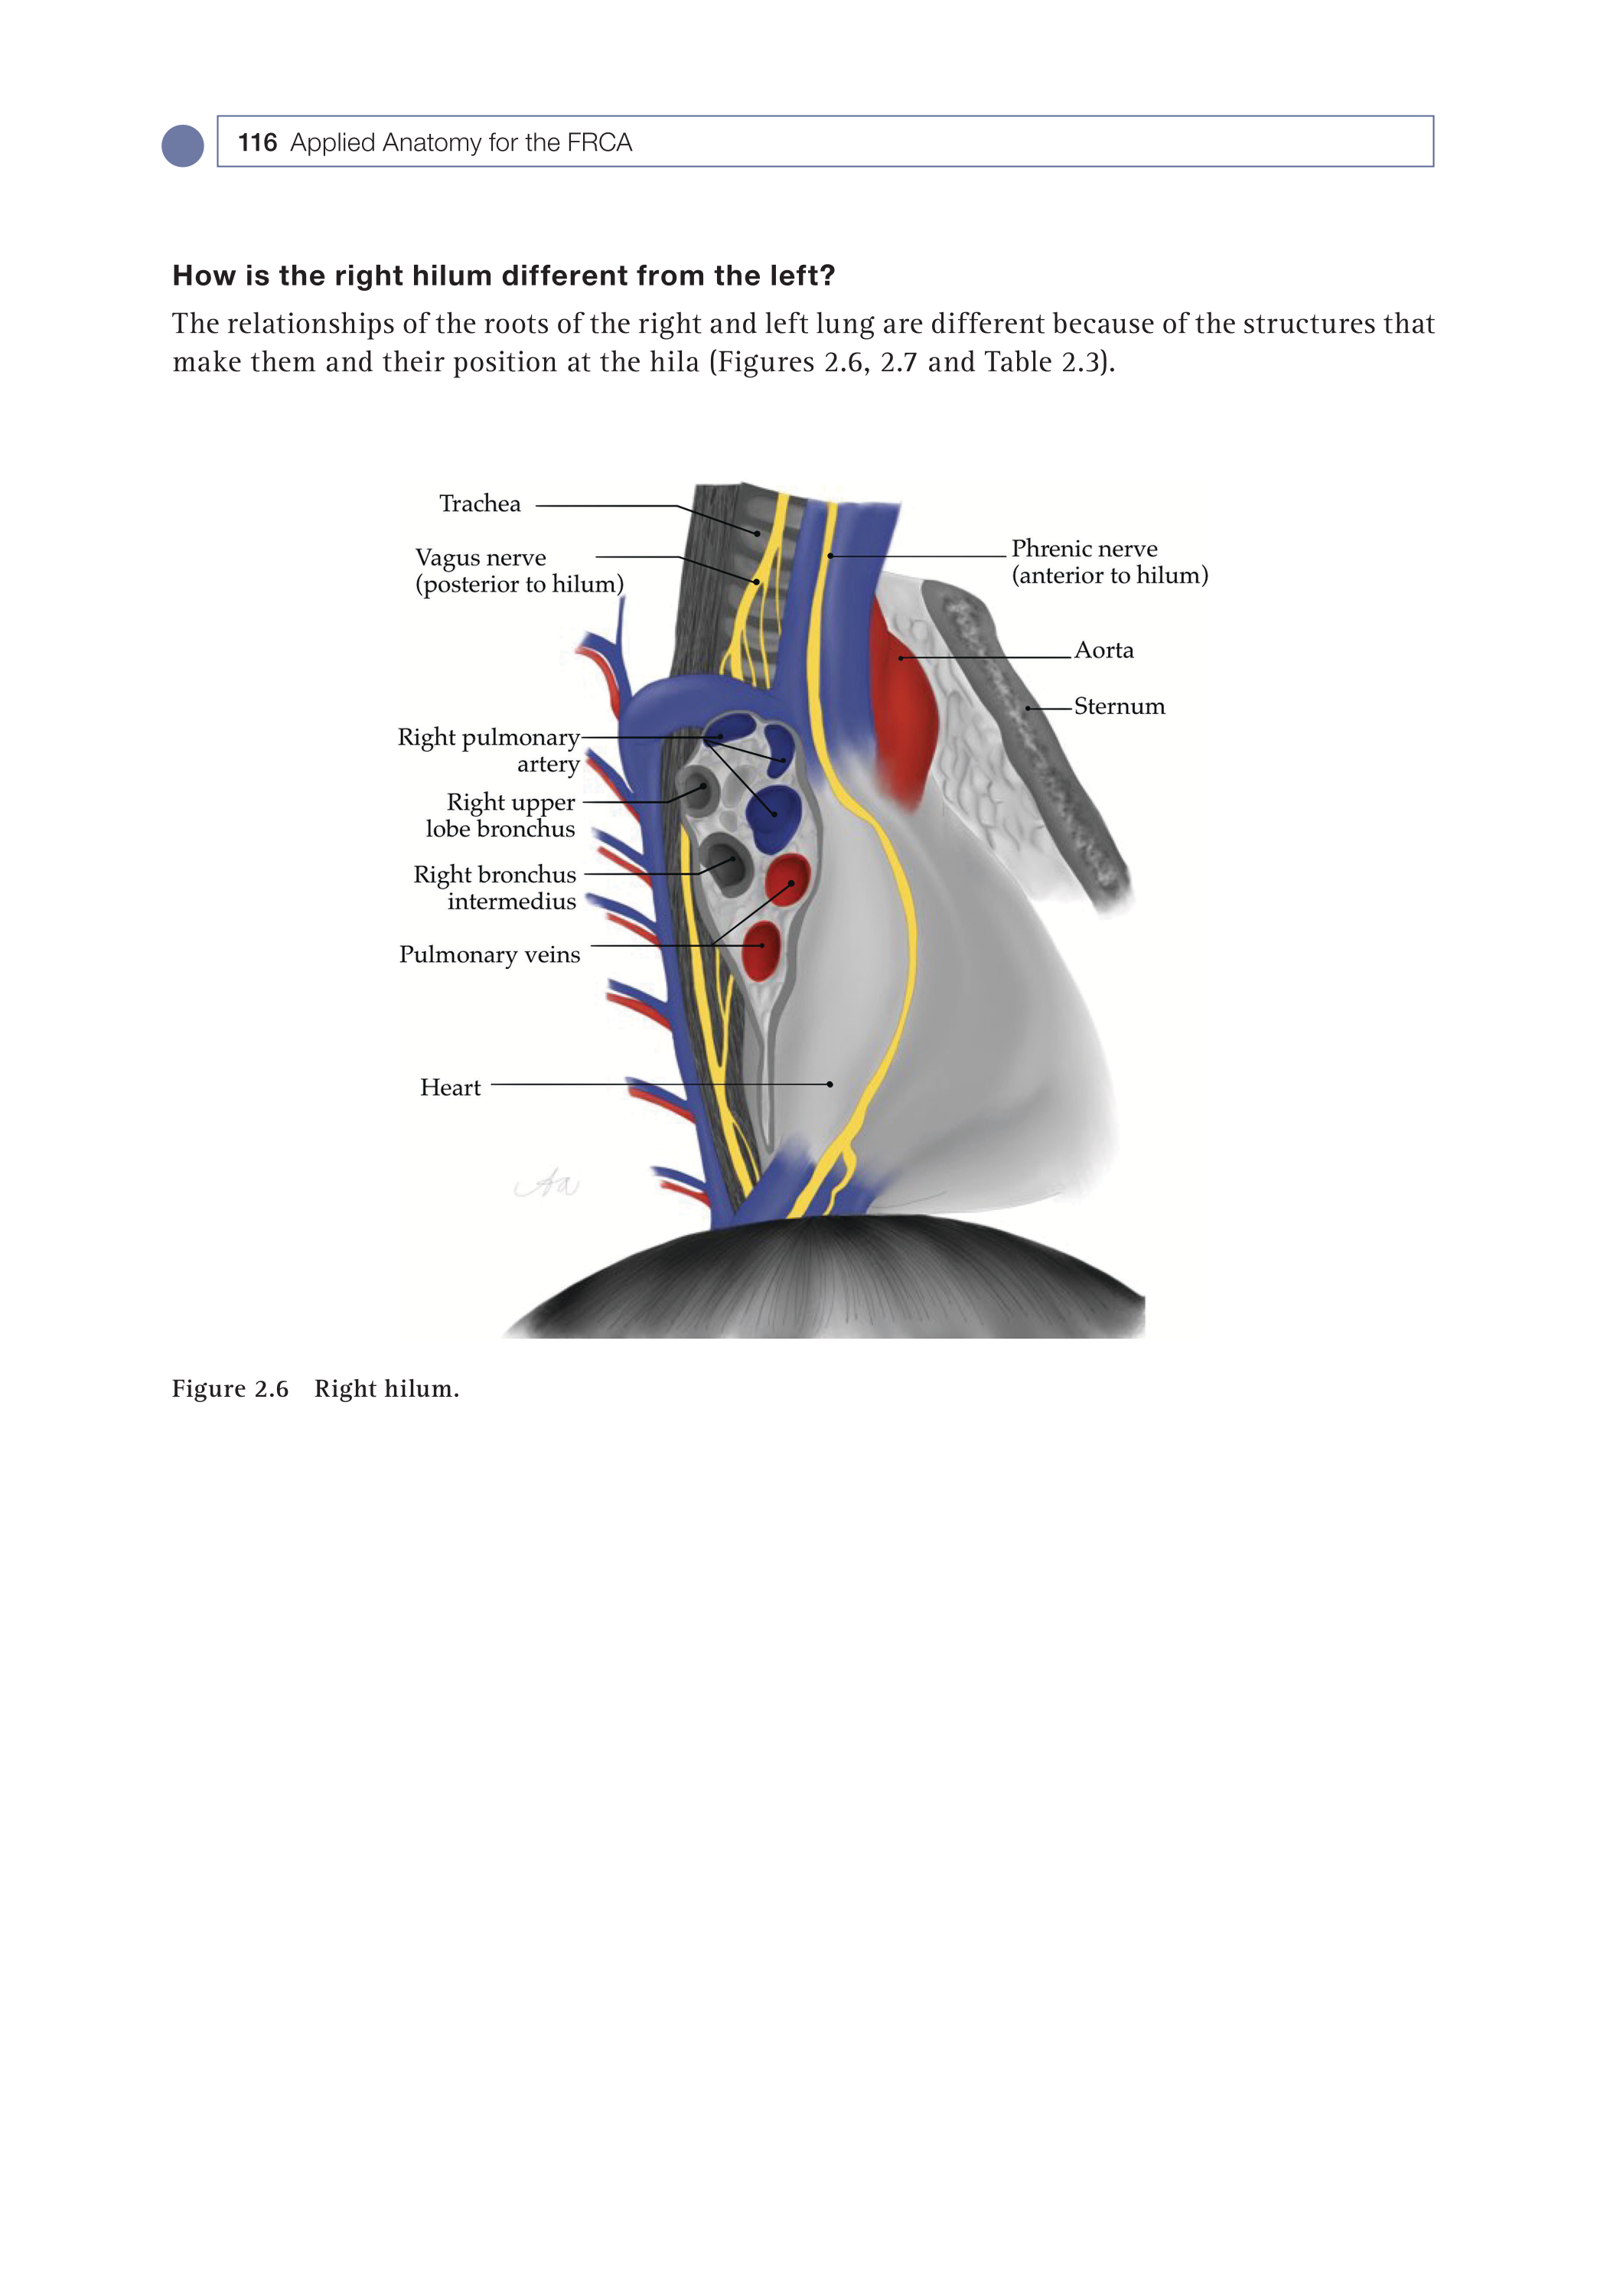 116 Applied Anatomy for the FRCA
How is the right hilum different from the left?
The relationships of the roots of the right and left lung are different because of the structures that
make them and their position at the hila (Figures 2.6, 2.7 and Table 2.3).
Trachea
Vagus nerve
(posterior to hilum)
Phrenic nerve
(anterior to hilum)
Aorta
Sternum
Right pulmonary
artery
Right upper
lobe bronchus
Right bronchus
intermedius
Pulmonary veins
Heart
Figure 2.6 Right hilum.